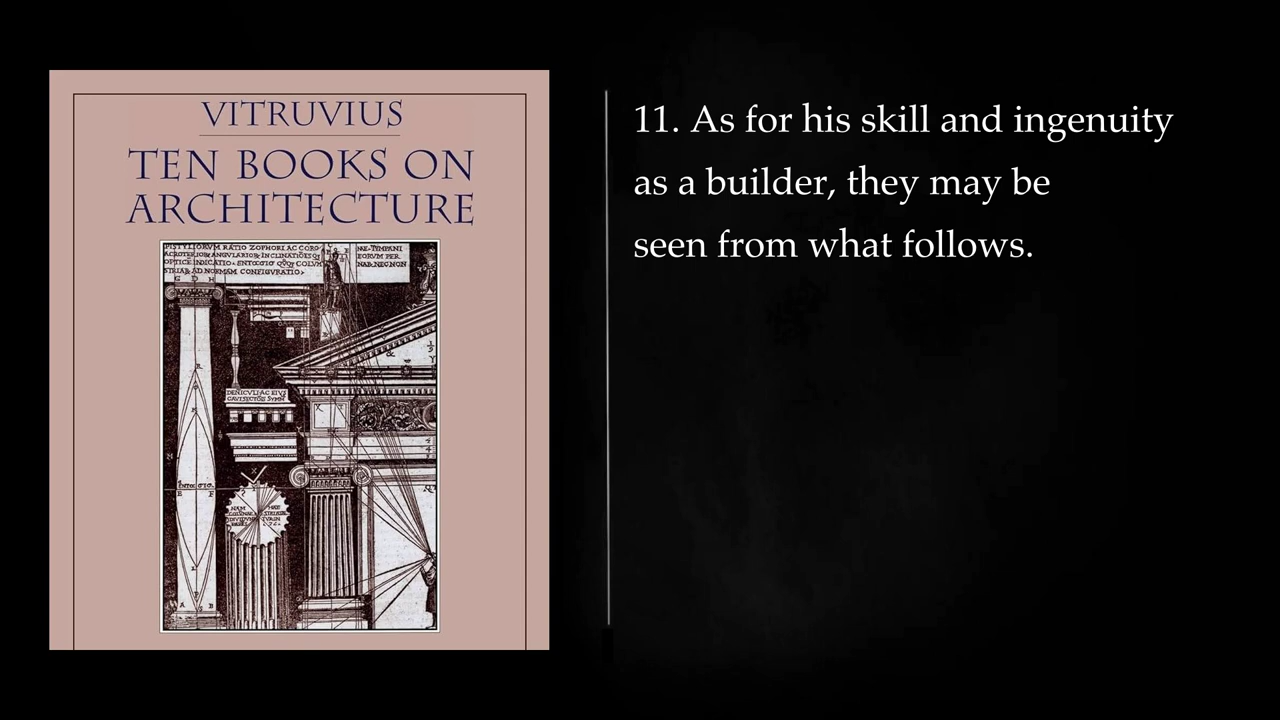 VITRUVIUS
TEN BOOKS ON
ARCHITECTURE
11. As for his skill and ingenuity
as a builder, they may be
seen from what follows.